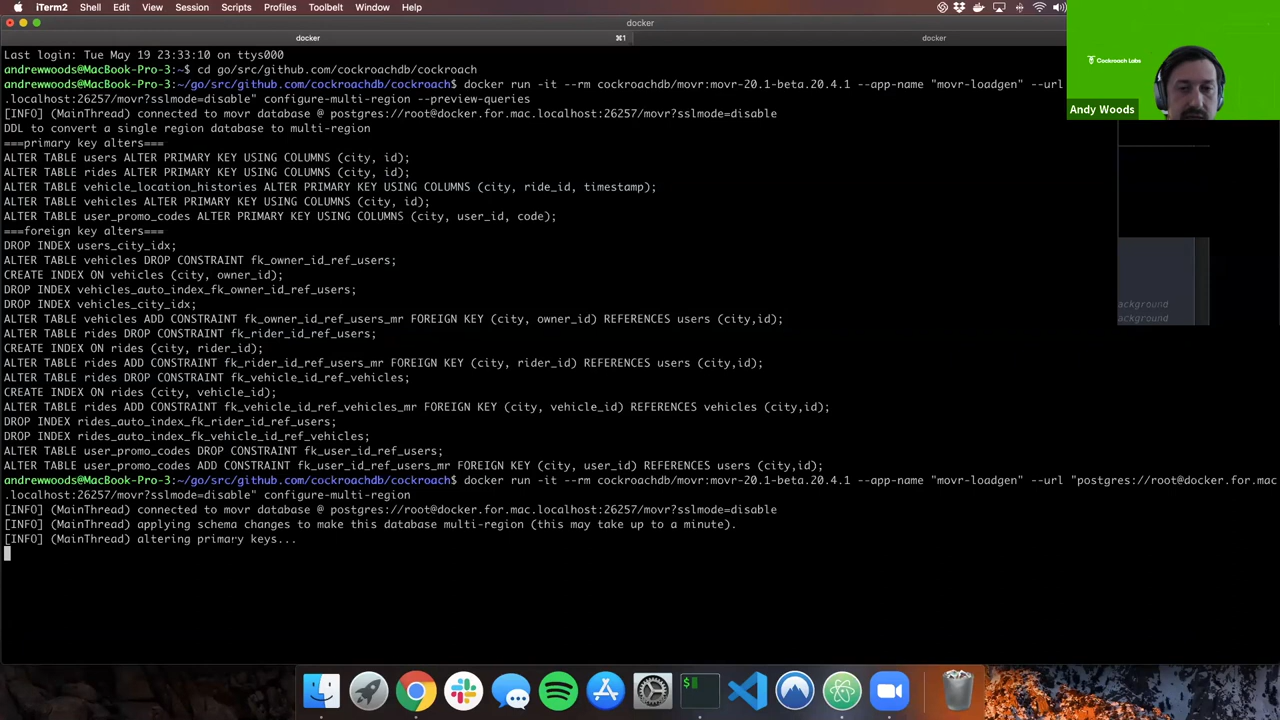 iTerm2 Shell Edit View Session Scripts Profiles Toolbelt Window Help
docker
docker ⌘1 docker
Last login: Tue May 19 23:33:10 on ttys000
andrewwoods@MacBook-Pro-3:~$ cd go/src/github.com/cockroachdb/cockroach
andrewwoods@MacBook-Pro-3:~/go/src/github.com/cockroachdb/cockroach$ docker run -it --rm cockroachdb/movr:movr-20.1-beta.20.4.1 --app-name "movr-loadgen" --url
.localhost:26257/movr?sslmode=disable" configure-multi-region --preview-queries
[INFO] (MainThread) connected to movr database @ postgres://root@docker.for.mac.localhost:26257/movr?sslmode=disable
DDL to convert a single region database to multi-region
===primary key alters===
ALTER TABLE users ALTER PRIMARY KEY USING COLUMNS (city, id);
ALTER TABLE rides ALTER PRIMARY KEY USING COLUMNS (city, id);
ALTER TABLE vehicle_location_histories ALTER PRIMARY KEY USING COLUMNS (city, ride_id, timestamp);
ALTER TABLE vehicles ALTER PRIMARY KEY USING COLUMNS (city, id);
ALTER TABLE user_promo_codes ALTER PRIMARY KEY USING COLUMNS (city, user_id, code);
===foreign key alters===
DROP INDEX users_city_idx;
ALTER TABLE vehicles DROP CONSTRAINT fk_owner_id_ref_users;
CREATE INDEX ON vehicles (city, owner_id);
DROP INDEX vehicles_auto_index_fk_owner_id_ref_users;
DROP INDEX vehicles_city_idx;
ALTER TABLE vehicles ADD CONSTRAINT fk_owner_id_ref_users_mr FOREIGN KEY (city, owner_id) REFERENCES users (city,id);
ALTER TABLE rides DROP CONSTRAINT fk_rider_id_ref_users;
CREATE INDEX ON rides (city, rider_id);
ALTER TABLE rides ADD CONSTRAINT fk_rider_id_ref_users_mr FOREIGN KEY (city, rider_id) REFERENCES users (city,id);
ALTER TABLE rides DROP CONSTRAINT fk_vehicle_id_ref_vehicles;
CREATE INDEX ON rides (city, vehicle_id);
ALTER TABLE rides ADD CONSTRAINT fk_vehicle_id_ref_vehicles_mr FOREIGN KEY (city, vehicle_id) REFERENCES vehicles (city,id);
DROP INDEX rides_auto_index_fk_rider_id_ref_users;
DROP INDEX rides_auto_index_fk_vehicle_id_ref_vehicles;
ALTER TABLE user_promo_codes DROP CONSTRAINT fk_user_id_ref_users;
ALTER TABLE user_promo_codes ADD CONSTRAINT fk_user_id_ref_users_mr FOREIGN KEY (city, user_id) REFERENCES users (city,id);
andrewwoods@MacBook-Pro-3:~/go/src/github.com/cockroachdb/cockroach$ docker run -it --rm cockroachdb/movr:movr-20.1-beta.20.4.1 --app-name "movr-loadgen" --url "postgres://root@docker.for.mac
.localhost:26257/movr?sslmode=disable" configure-multi-region
[INFO] (MainThread) connected to movr database @ postgres://root@docker.for.mac.localhost:26257/movr?sslmode=disable
[INFO] (MainThread) applying schema changes to make this database multi-region (this may take up to a minute).
[INFO] (MainThread) altering primary keys...
Cockroach Labs
Andy Woods
ackground
ackground